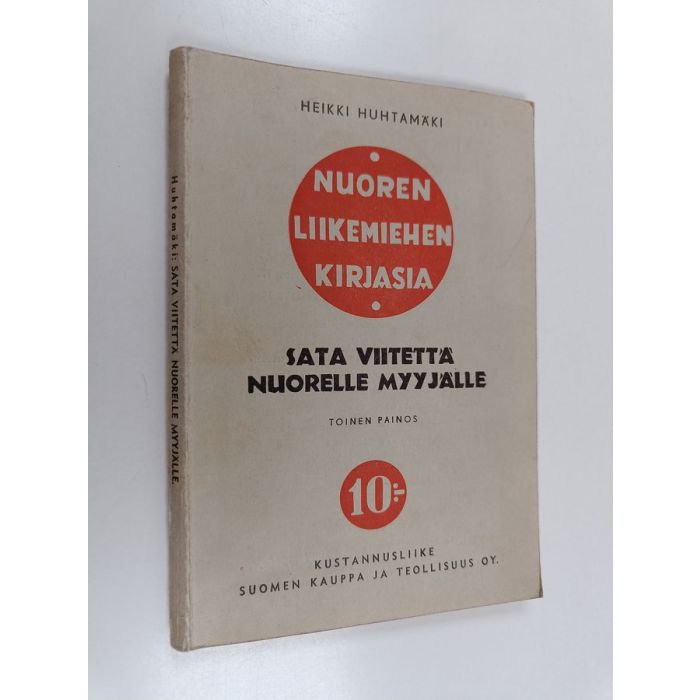 HEIKKI HUHTAMÄKI
NUOREN
LIIKEMIEHEN
KIRJASIA
SATA VIITETTÄ
NUORELLE MYYJÄLLE
TOINEN PAINOS
10:-
KUSTANNUSLIIKE
SUOMEN KAUPPA JA TEOLLISUUS OY.
Huhtamäki: SATA VIITETTÄ NUORELLE MYYJÄLLE.